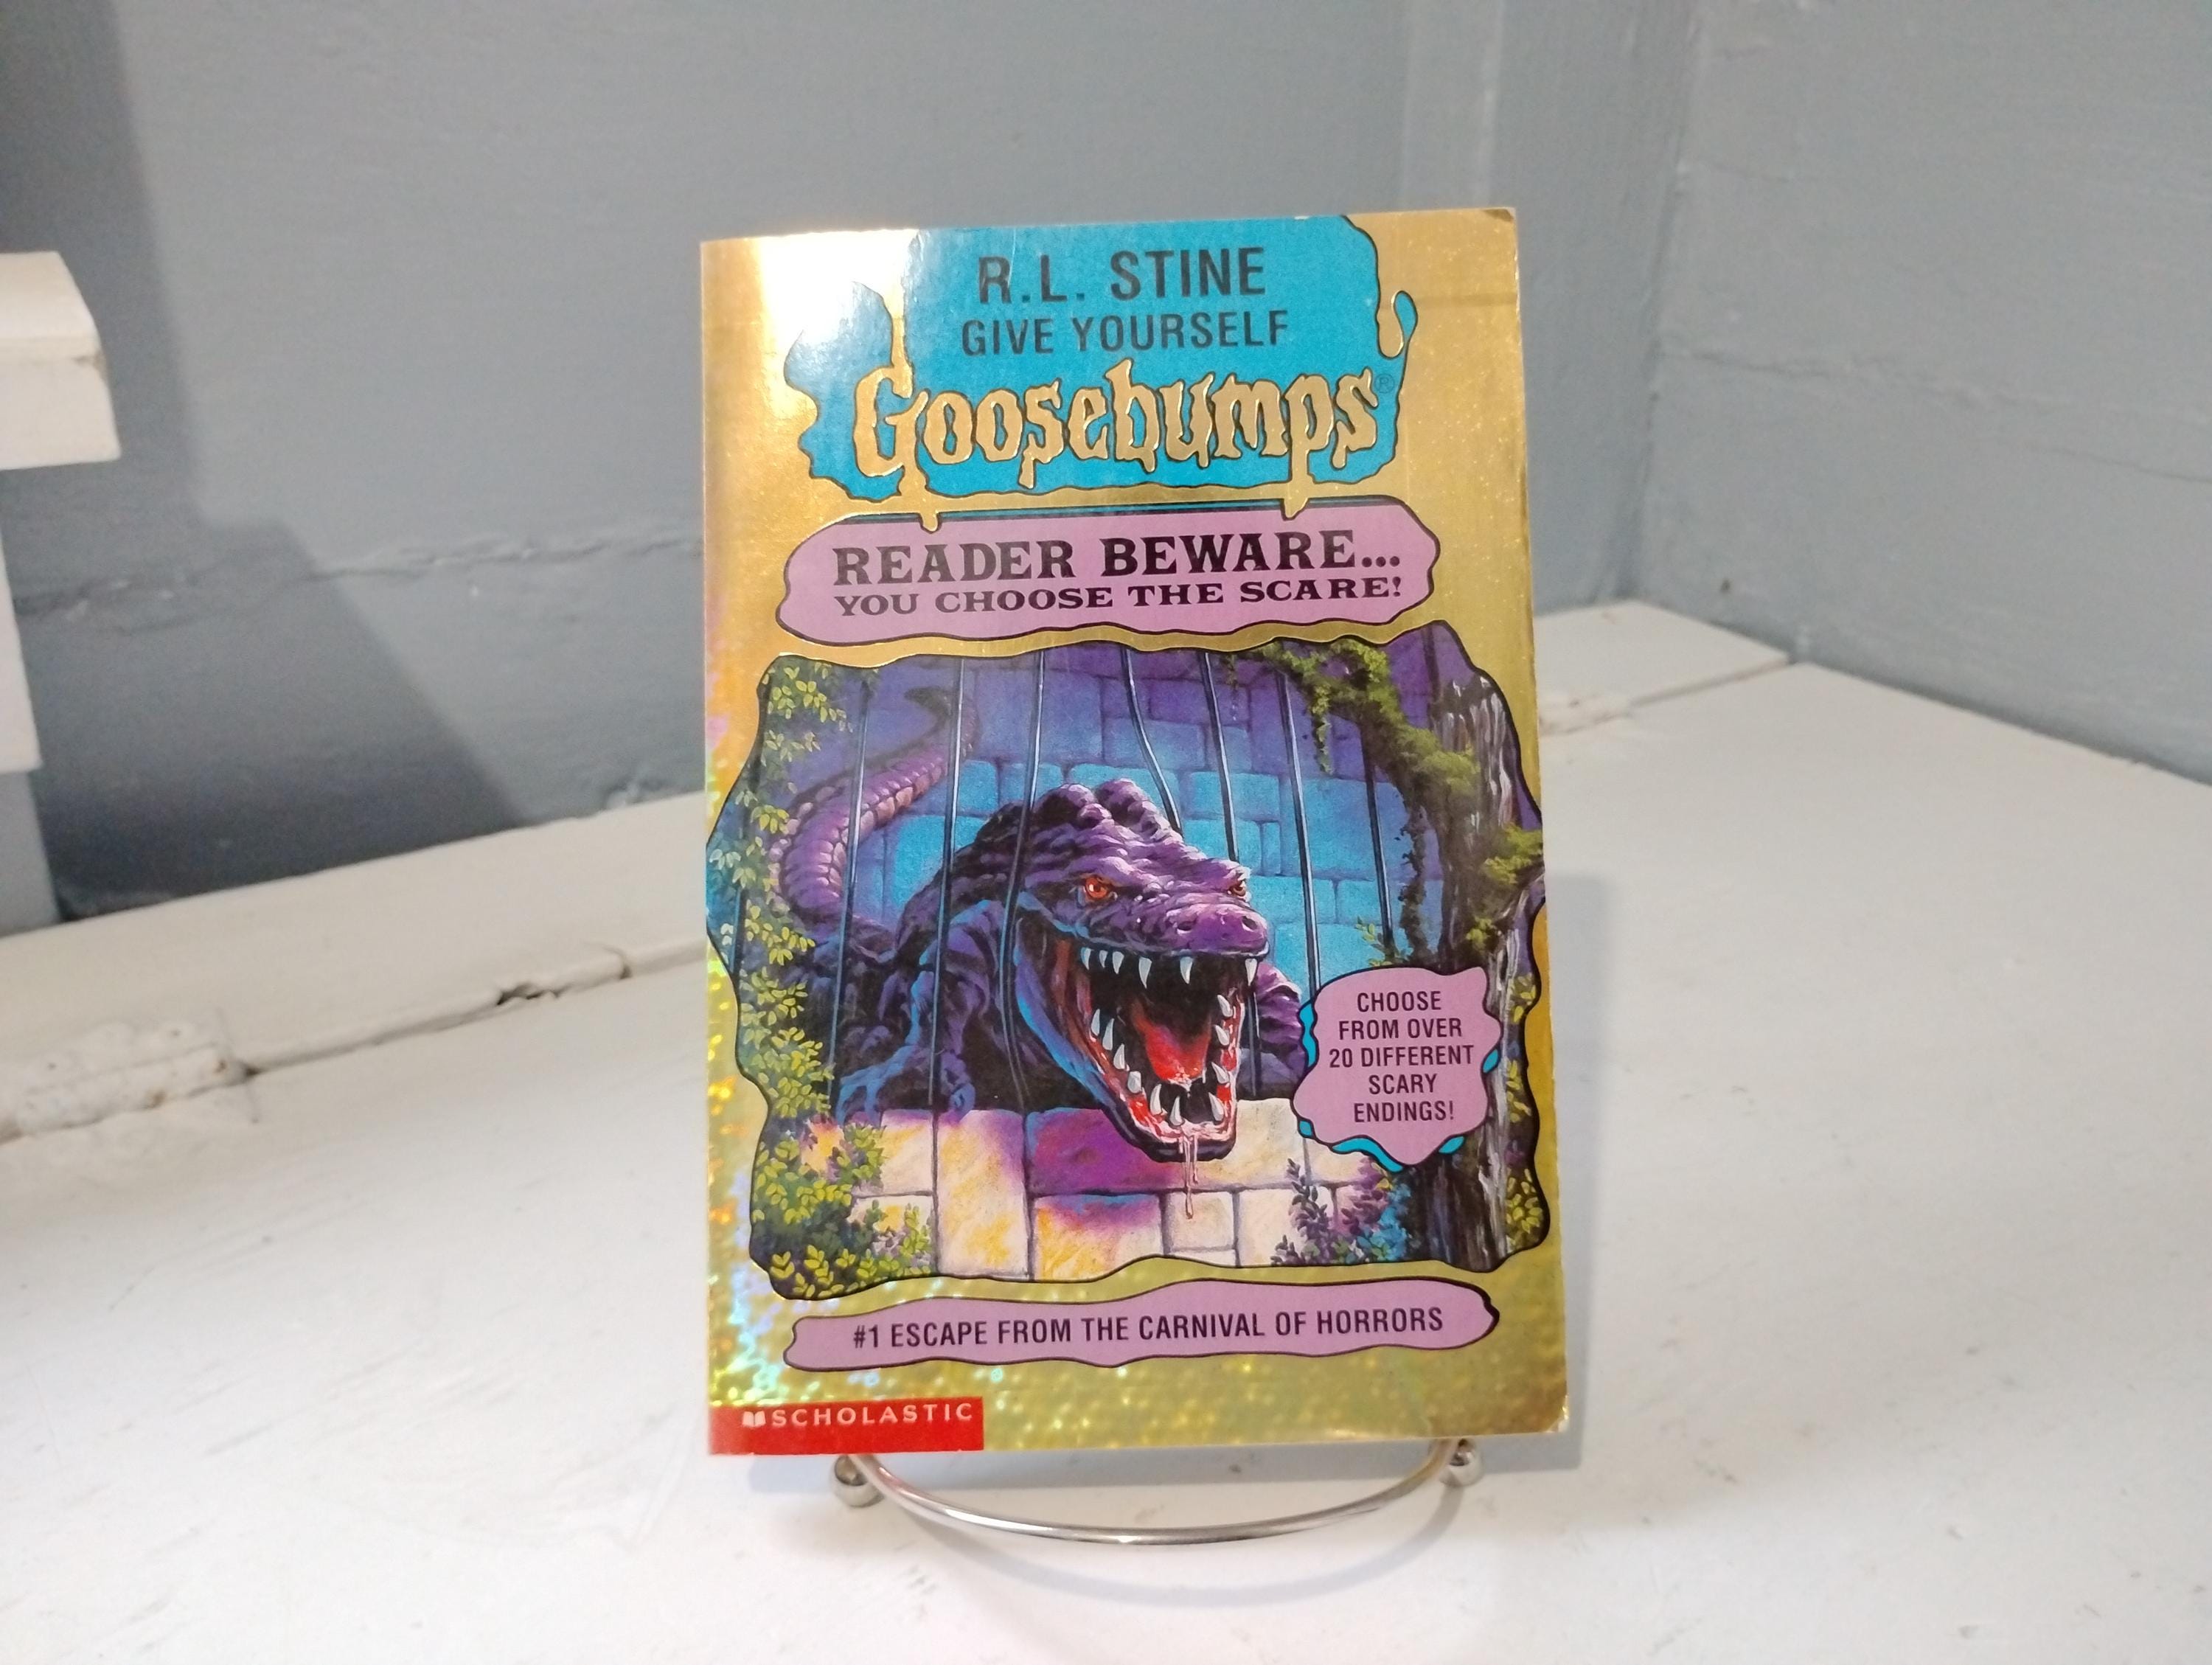 R.L. STINE
GIVE YOURSELF
Goosebumps®
READER BEWARE...
YOU CHOOSE THE SCARE!
CHOOSE
FROM OVER
20 DIFFERENT
SCARY
ENDINGS!
#1 ESCAPE FROM THE CARNIVAL OF HORRORS
SCHOLASTIC